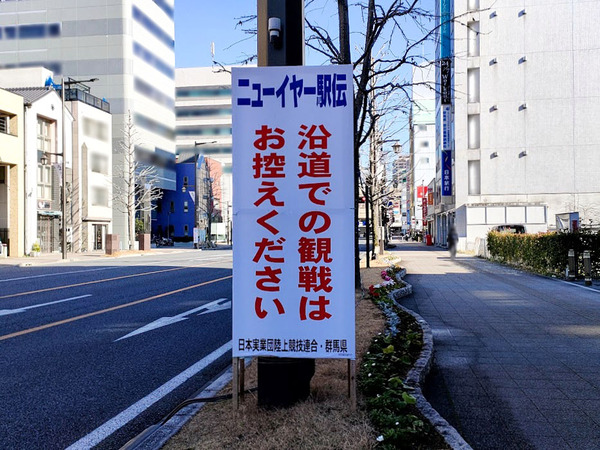 ニューイヤー駅伝
沿道での観戦は
お控えください
日本実業団陸上競技連合・群馬県